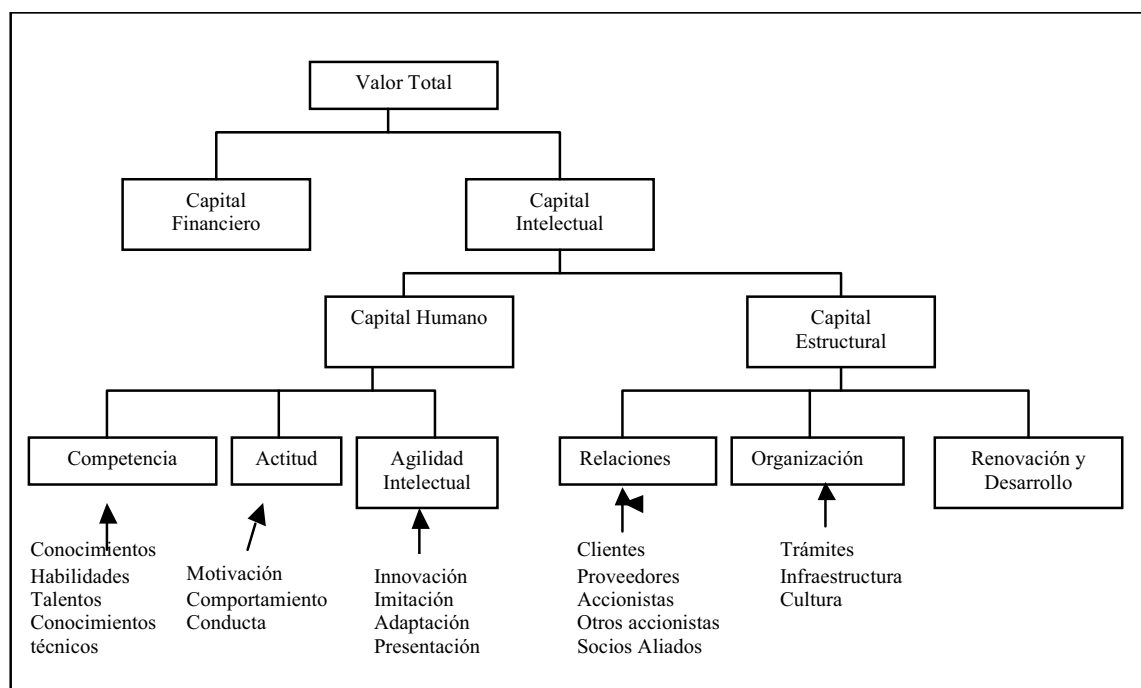 Valor Total
Capital
Financiero
Capital
Intelectual
Capital Humano
Capital
Estructural
Competencia
Actitud
Agilidad
Intelectual
Relaciones
Organización
Renovación y
Desarrollo
Conocimientos
Habilidades
Talentos
Conocimientos
técnicos
Motivación
Comportamiento
Conducta
Innovación
Imitación
Adaptación
Presentación
Clientes
Proveedores
Accionistas
Otros accionistas
Socios Aliados
Trámites
Infraestructura
Cultura